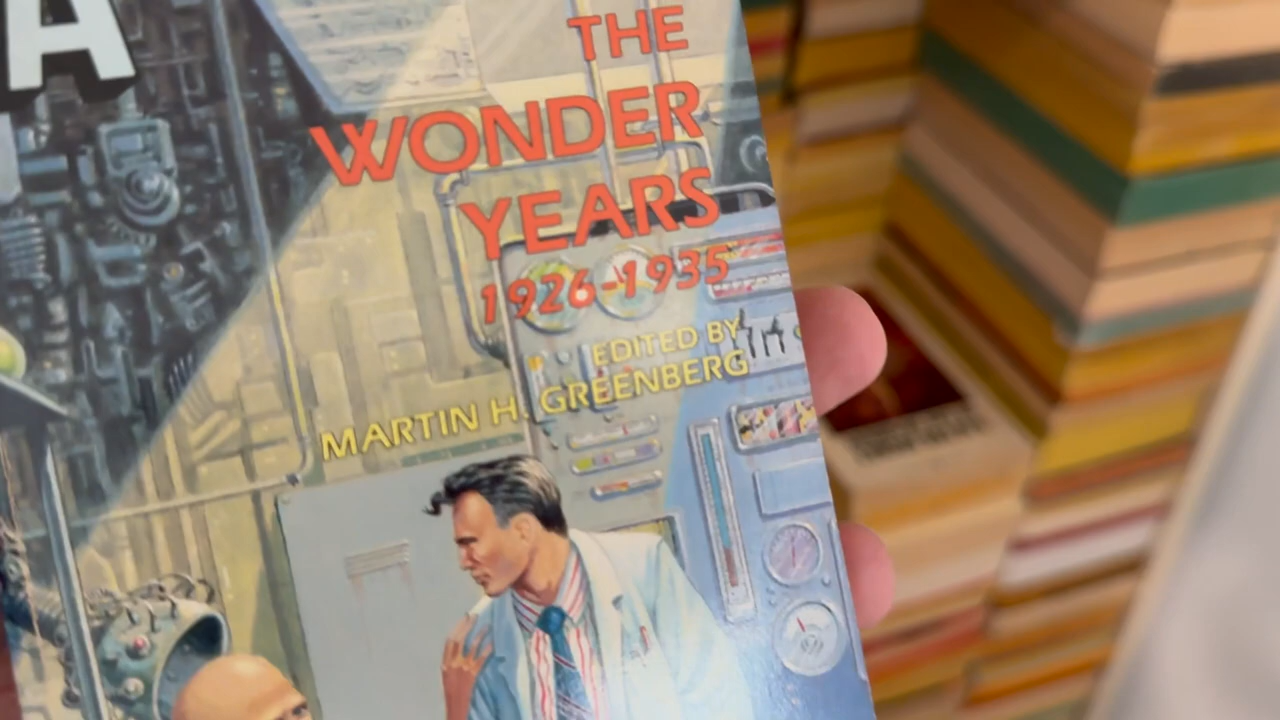 A
THE
WONDER
YEARS
1926-1935
EDITED BY
MARTIN H. GREENBERG